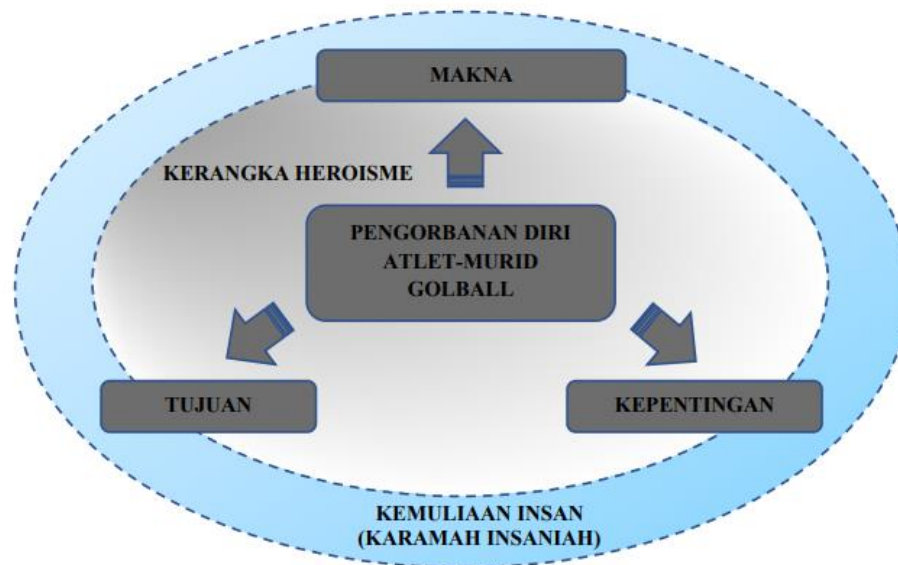 MAKNA
KERANGKA HEROISME
PENGORBANAN DIRI
ATLET-MURID
GOLBALL
TUJUAN
KEPENTINGAN
KEMULIAAN INSAN
(KARAMAH INSANIAH)